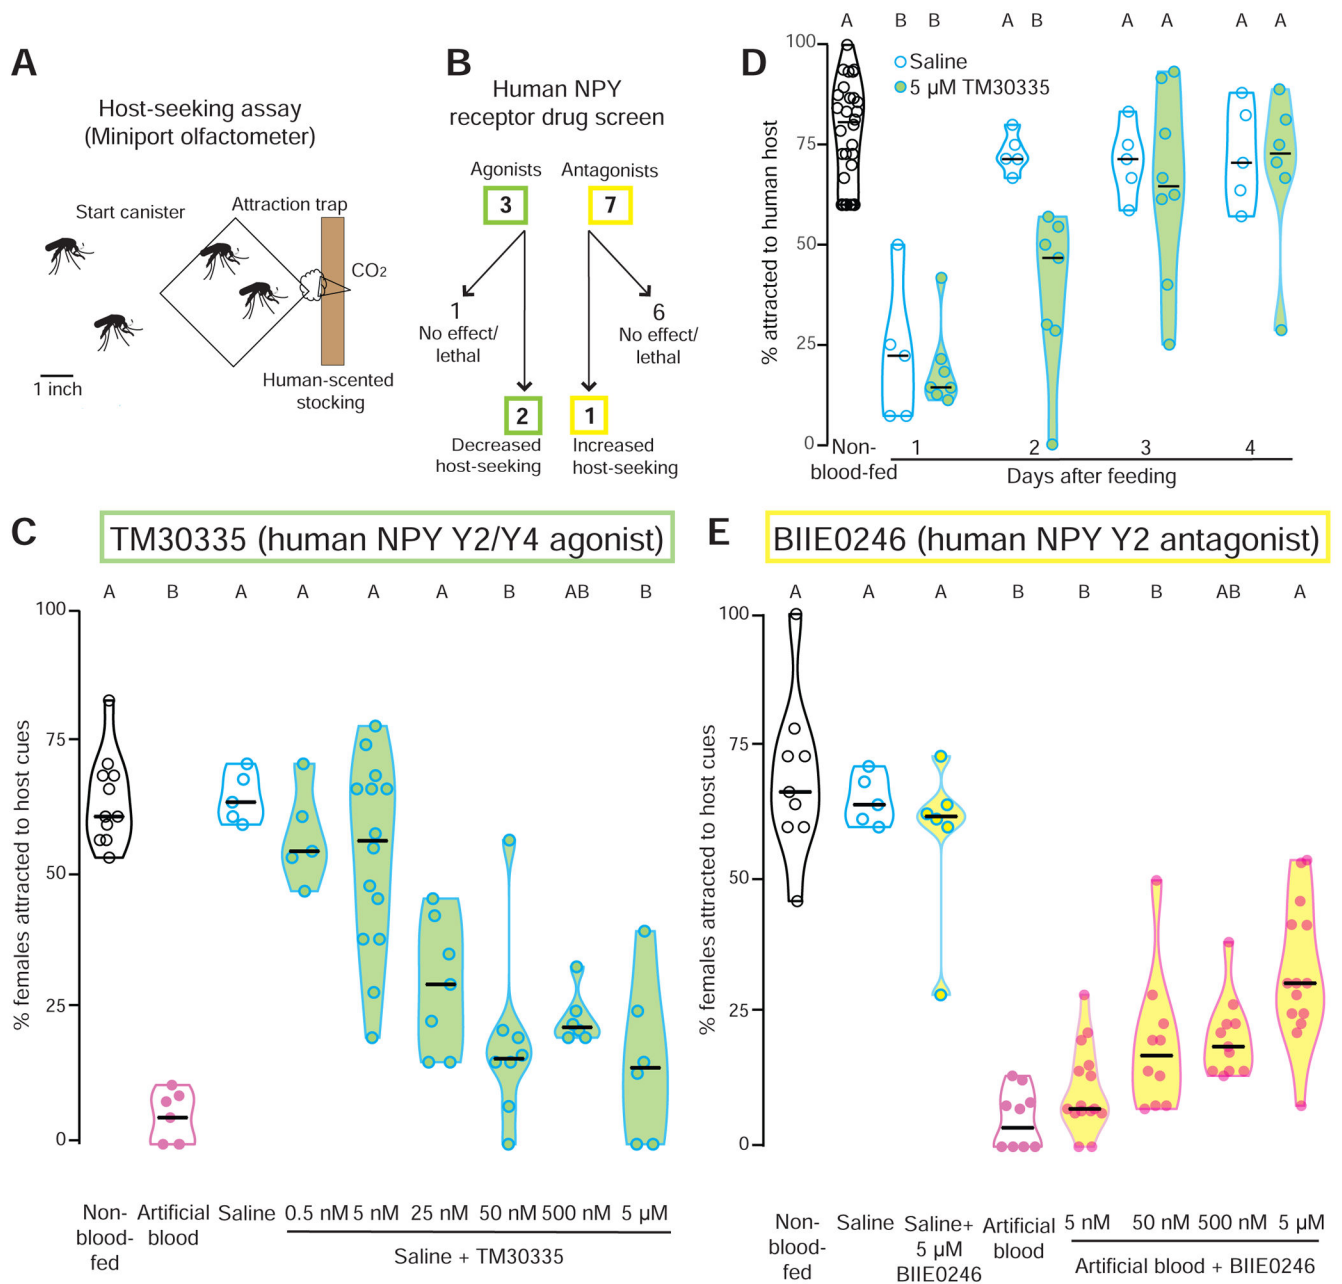 A
Host-seeking assay
(Miniport olfactometer)
Start canister
Attraction trap
CO2
1 inch
Human-scented
stocking
B
Human NPY
receptor drug screen
Agonists
Antagonists
3
7
1
No effect/
lethal
6
No effect/
lethal
2
1
Decreased
host-seeking
Increased
host-seeking
D
A B B A B A A A A
Saline
5 µM TM30335
% attracted to human host
100
75
50
25
0
Non-
blood-fed
1 2 3 4
Days after feeding
C
TM30335 (human NPY Y2/Y4 agonist)
A B A A A A B AB B
% females attracted to host cues
100
75
50
25
0
Non-
blood-
fed
Artificial
blood
Saline
0.5 nM 5 nM 25 nM 50 nM 500 nM 5 µM
Saline + TM30335
E
BIIE0246 (human NPY Y2 antagonist)
A A A B B B AB A
% females attracted to host cues
100
75
50
25
0
Non-
blood-
fed
Saline
Saline+
5 µM
BIIE0246
Artificial
blood
5 nM 50 nM 500 nM 5 µM
Artificial blood + BIIE0246